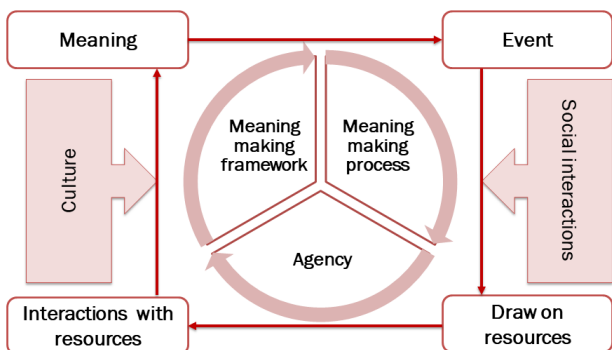 Meaning
Event
Culture
Meaning
making
framework
Meaning
making
process
Social interactions
Agency
Interactions with
resources
Draw on
resources